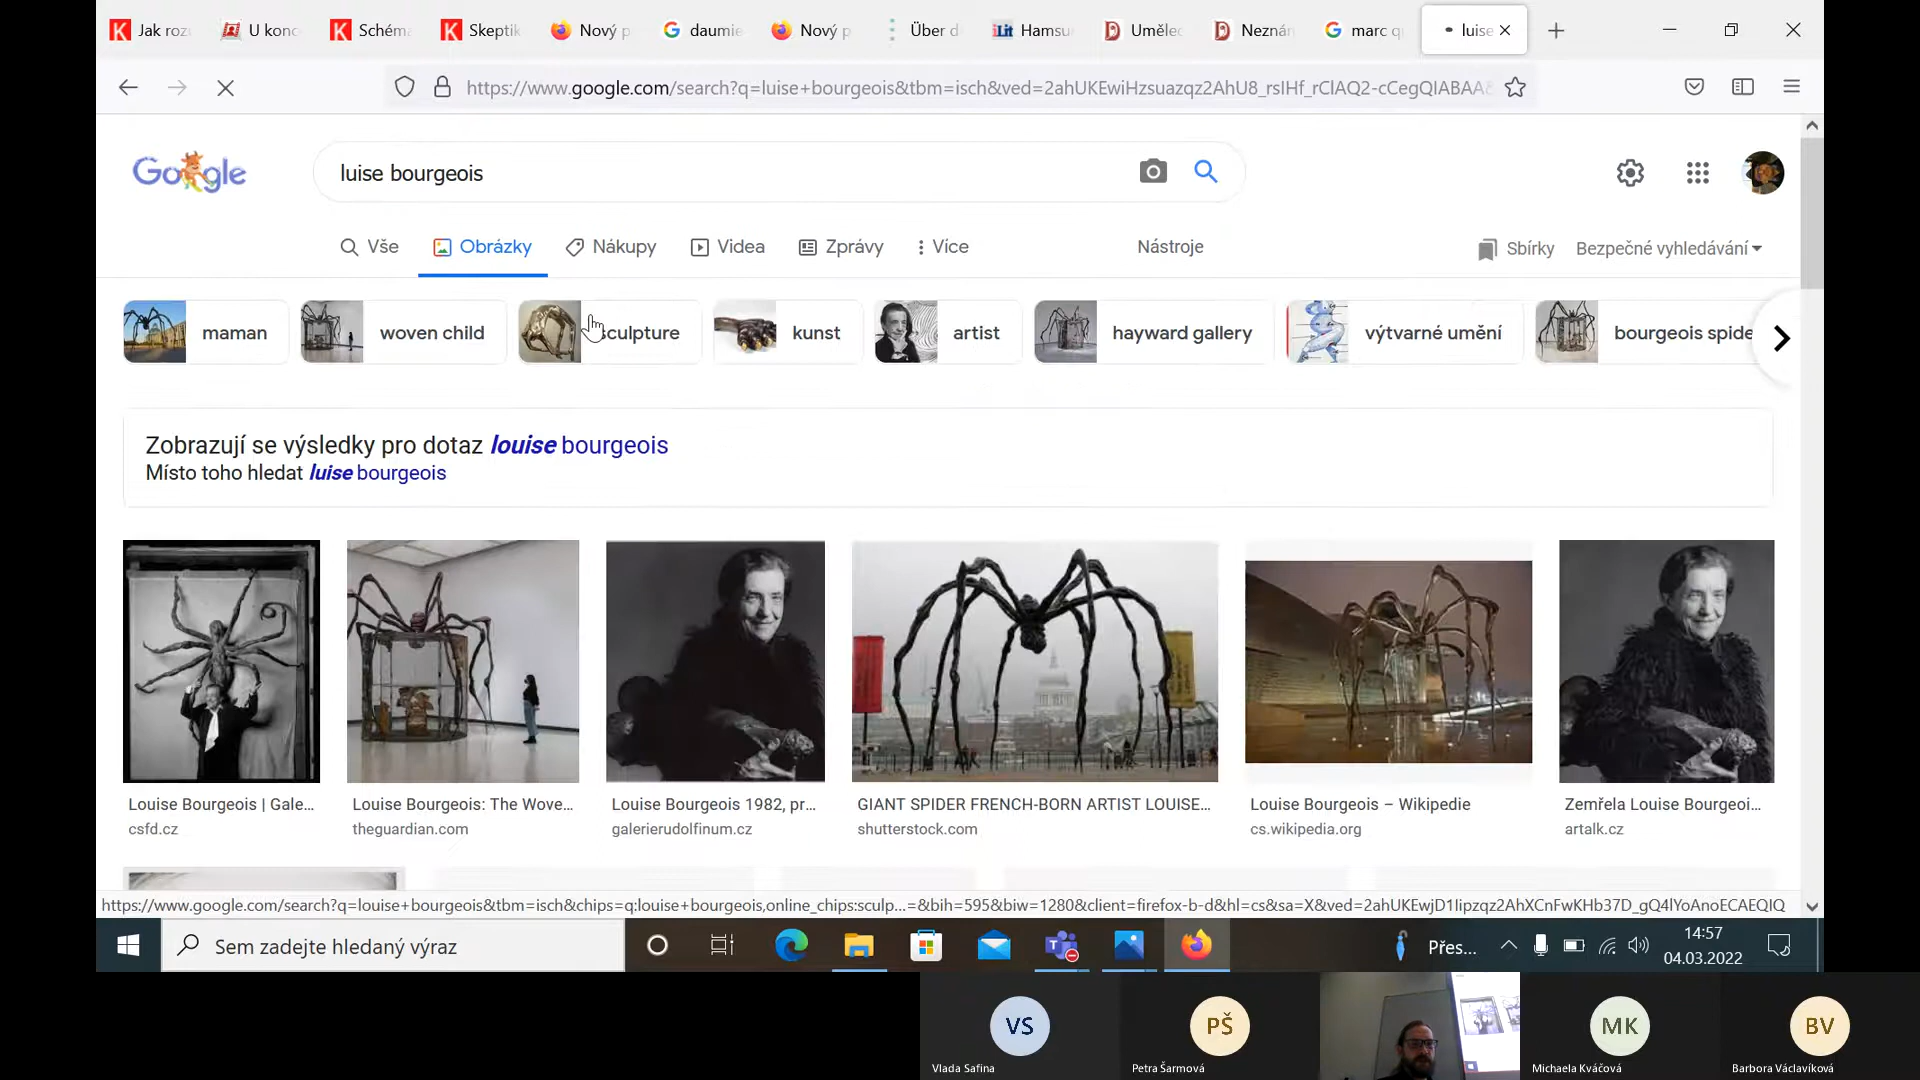 Jak roz
U konc
Schéma
Skeptik
Nový p
daumie
Nový p
Über d
Hamsu
Umělec
Neznán
marc q
luise
https://www.google.com/search?q=luise+bourgeois&tbm=isch&ved=2ahUKEwiHzsuazqz2AhU8_rsIHf_rClAQ2-cCegQIABAA&
Google
luise bourgeois
Vše
Obrázky
Nákupy
Videa
Zprávy
Více
Nástroje
Sbírky
Bezpečné vyhledávání
maman
woven child
sculpture
kunst
artist
hayward gallery
výtvarné umění
bourgeois spide
Zobrazují se výsledky pro dotaz louise bourgeois
Místo toho hledat luise bourgeois
Louise Bourgeois | Gale...
csfd.cz
Louise Bourgeois: The Wove...
theguardian.com
Louise Bourgeois 1982, pr...
galerierudolfinum.cz
GIANT SPIDER FRENCH-BORN ARTIST LOUISE...
shutterstock.com
Louise Bourgeois – Wikipedie
cs.wikipedia.org
Zemřela Louise Bourgeoi...
artalk.cz
https://www.google.com/search?q=louise+bourgeois&tbm=isch&chips=q:louise+bourgeois,online_chips:sculp...=&bih=595&biw=1280&client=firefox-b-d&hl=cs&sa=X&ved=2ahUKEwjD1Iipzqz2AhXCnFwKHb37D_gQ4lYoAnoECAEQIQ
Sem zadejte hledaný výraz
Přes...
14:57
04.03.2022
VS
Vlada Safina
PŠ
Petra Šarmová
MK
Michaela Kváčová
BV
Barbora Václavíková